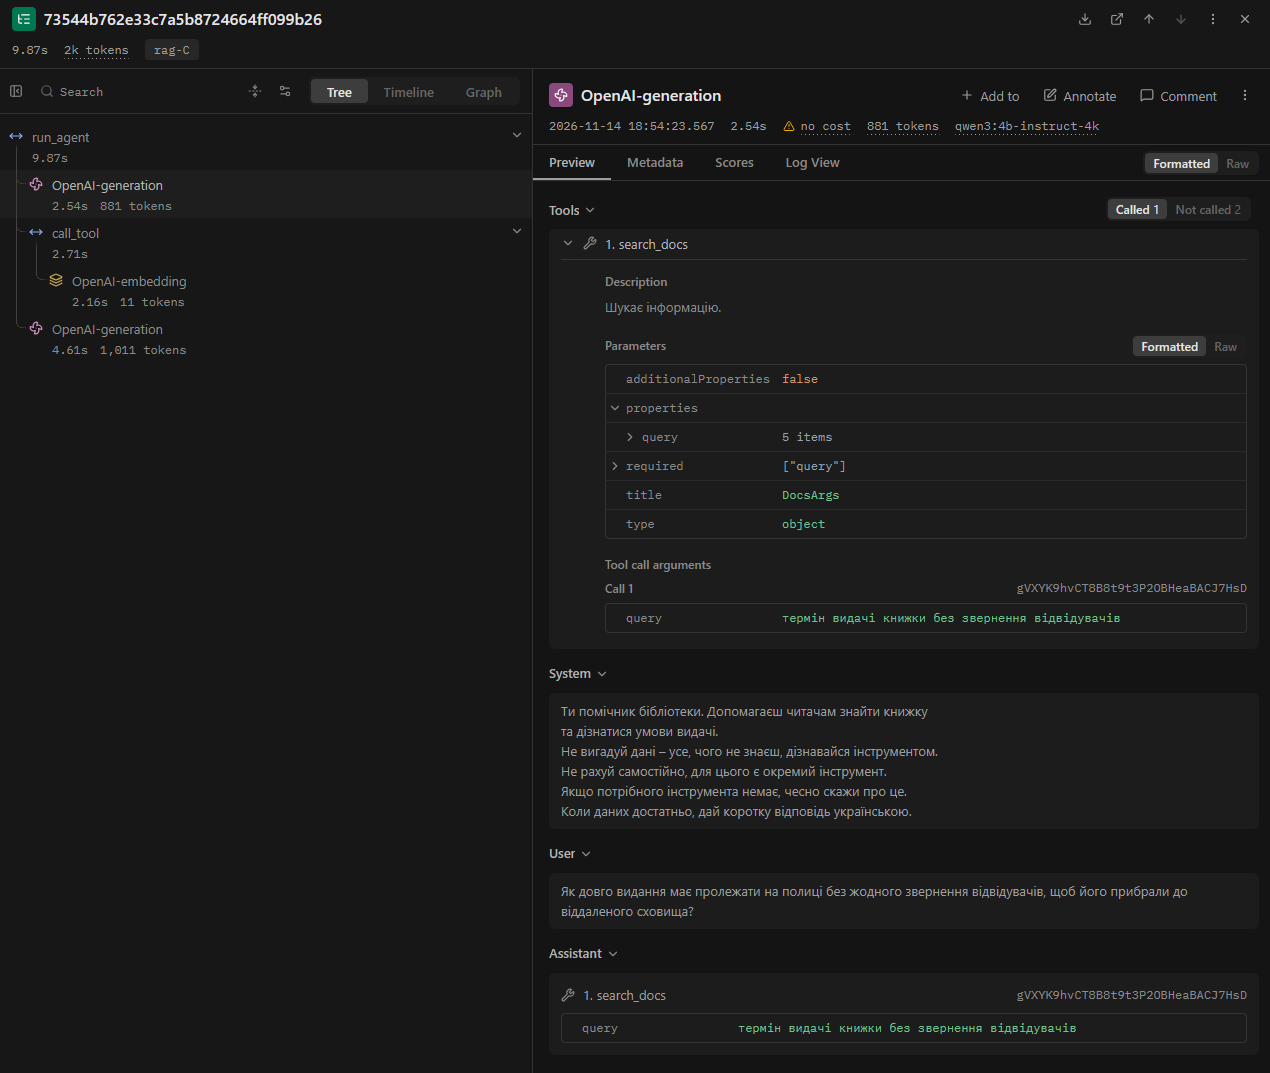 73544b762e33c7a5b8724664ff099b26
9.87s 2k tokens rag-C
Search
Tree Timeline Graph
run_agent
9.87s
OpenAI-generation
2.54s 881 tokens
call_tool
2.71s
OpenAI-embedding
2.16s 11 tokens
OpenAI-generation
4.61s 1,011 tokens
OpenAI-generation
Add to Annotate Comment
2026-11-14 18:54:23.567 2.54s no cost 881 tokens qwen3:4b-instruct-4k
Preview Metadata Scores Log View
Formatted Raw
Tools
Called 1 Not called 2
1. search_docs
Description
Шукає інформацію.
Parameters
Formatted Raw
additionalProperties false
properties
query 5 items
required ["query"]
title DocsArgs
type object
Tool call arguments
Call 1 gVXYK9hvCT8B8t9t3P2OBHeaBACJ7HsD
query термін видачі книжки без звернення відвідувачів
System
Ти помічник бібліотеки. Допомагаєш читачам знайти книжку
та дізнатися умови видачі.
Не вигадуй дані – усе, чого не знаєш, дізнавайся інструментом.
Не рахуй самостійно, для цього є окремий інструмент.
Якщо потрібного інструмента немає, чесно скажи про це.
Коли даних достатньо, дай коротку відповідь українською.
User
Як довго видання має пролежати на полиці без жодного звернення відвідувачів, щоб його прибрали до
віддаленого сховища?
Assistant
1. search_docs gVXYK9hvCT8B8t9t3P2OBHeaBACJ7HsD
query термін видачі книжки без звернення відвідувачів